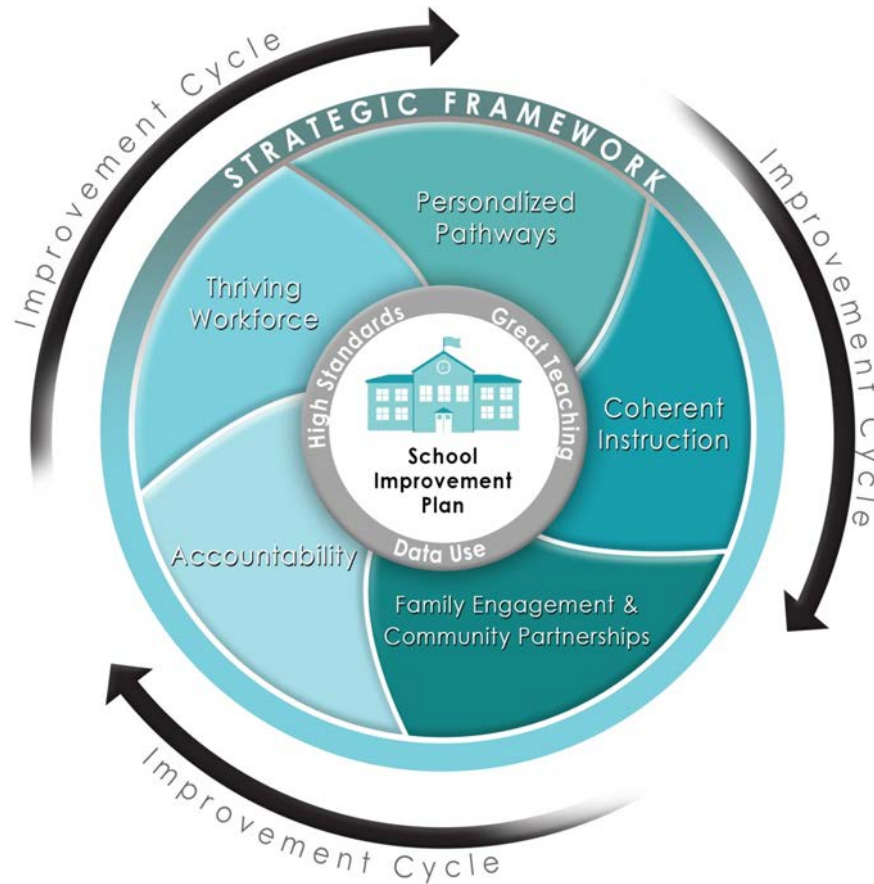 Improvement Cycle
Improvement Cycle
STRATEGIC FRAMEWORK
Personalized
Pathways
Thriving
Workforce
High Standards
Great Teaching
Coherent
Instruction
School
Improvement
Plan
Data Use
Accountability
Family Engagement &
Community Partnerships
Improvement Cycle